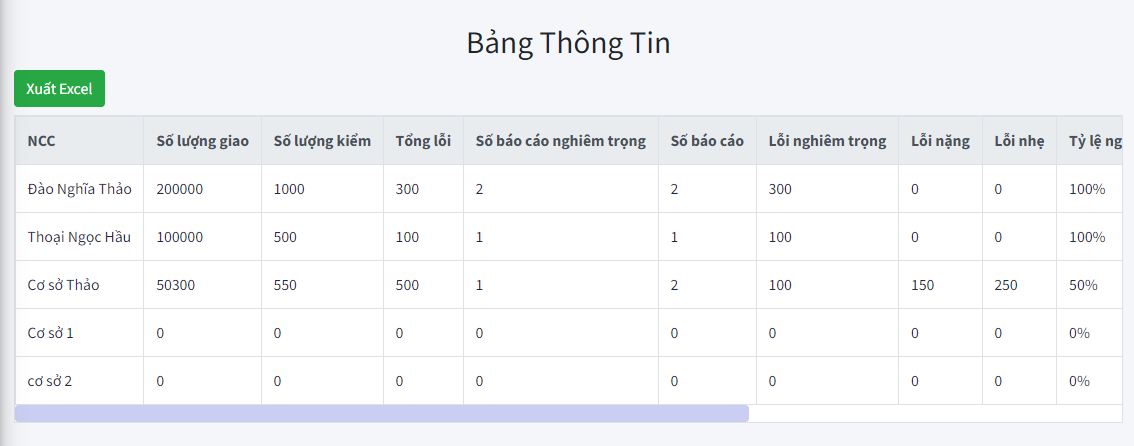 Bảng Thông Tin
Xuất Excel
NCC Số lượng giao Số lượng kiểm Tổng lỗi Số báo cáo nghiêm trọng Số báo cáo Lỗi nghiêm trọng Lỗi nặng Lỗi nhẹ Tỷ lệ ng
Đào Nghĩa Thảo 200000 1000 300 2 2 300 0 0 100%
Thoại Ngọc Hầu 100000 500 100 1 1 100 0 0 100%
Cơ sở Thảo 50300 550 500 1 2 100 150 250 50%
Cơ sở 1 0 0 0 0 0 0 0 0 0%
cơ sở 2 0 0 0 0 0 0 0 0 0%